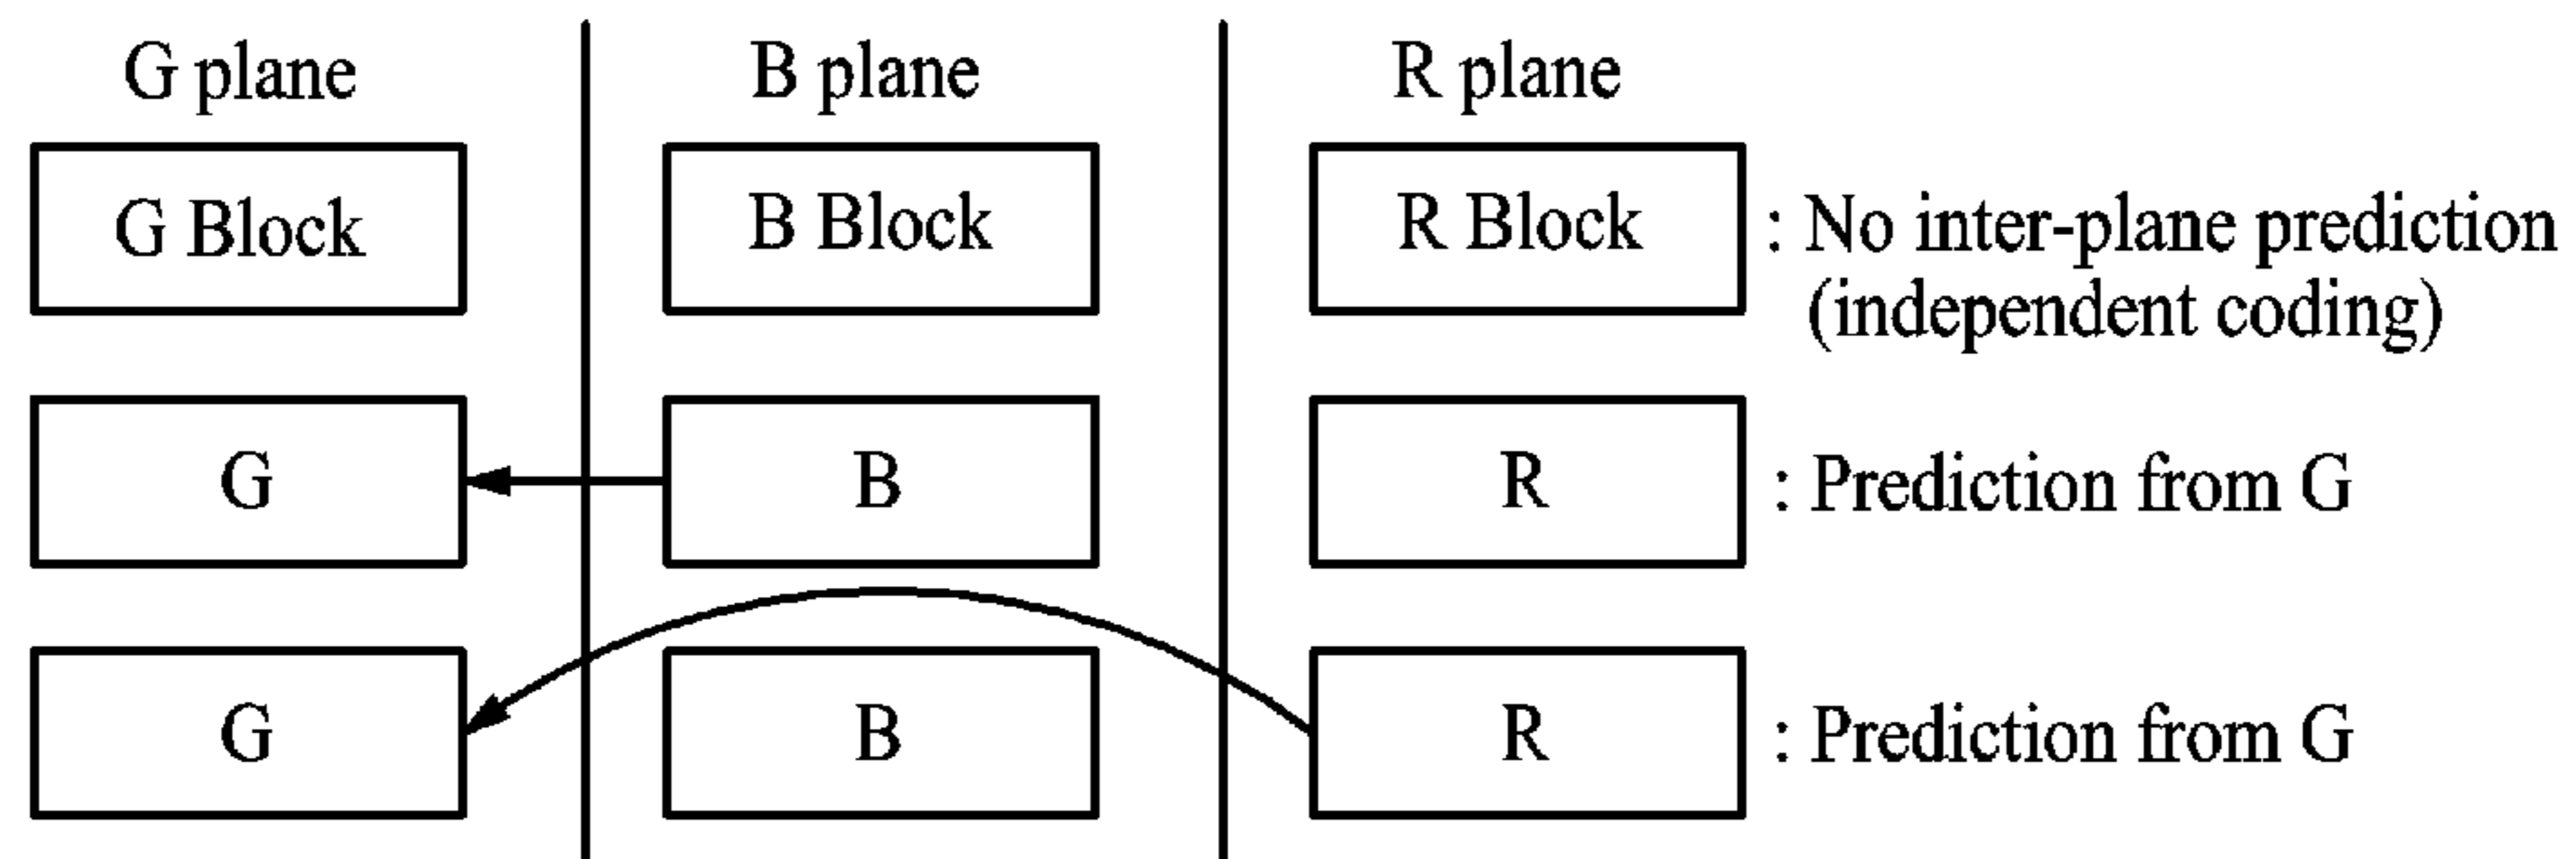 G plane
B plane
R plane
G Block
B Block
R Block
: No inter-plane prediction
(independent coding)
G
B
R
: Prediction from G
G
B
R
: Prediction from G